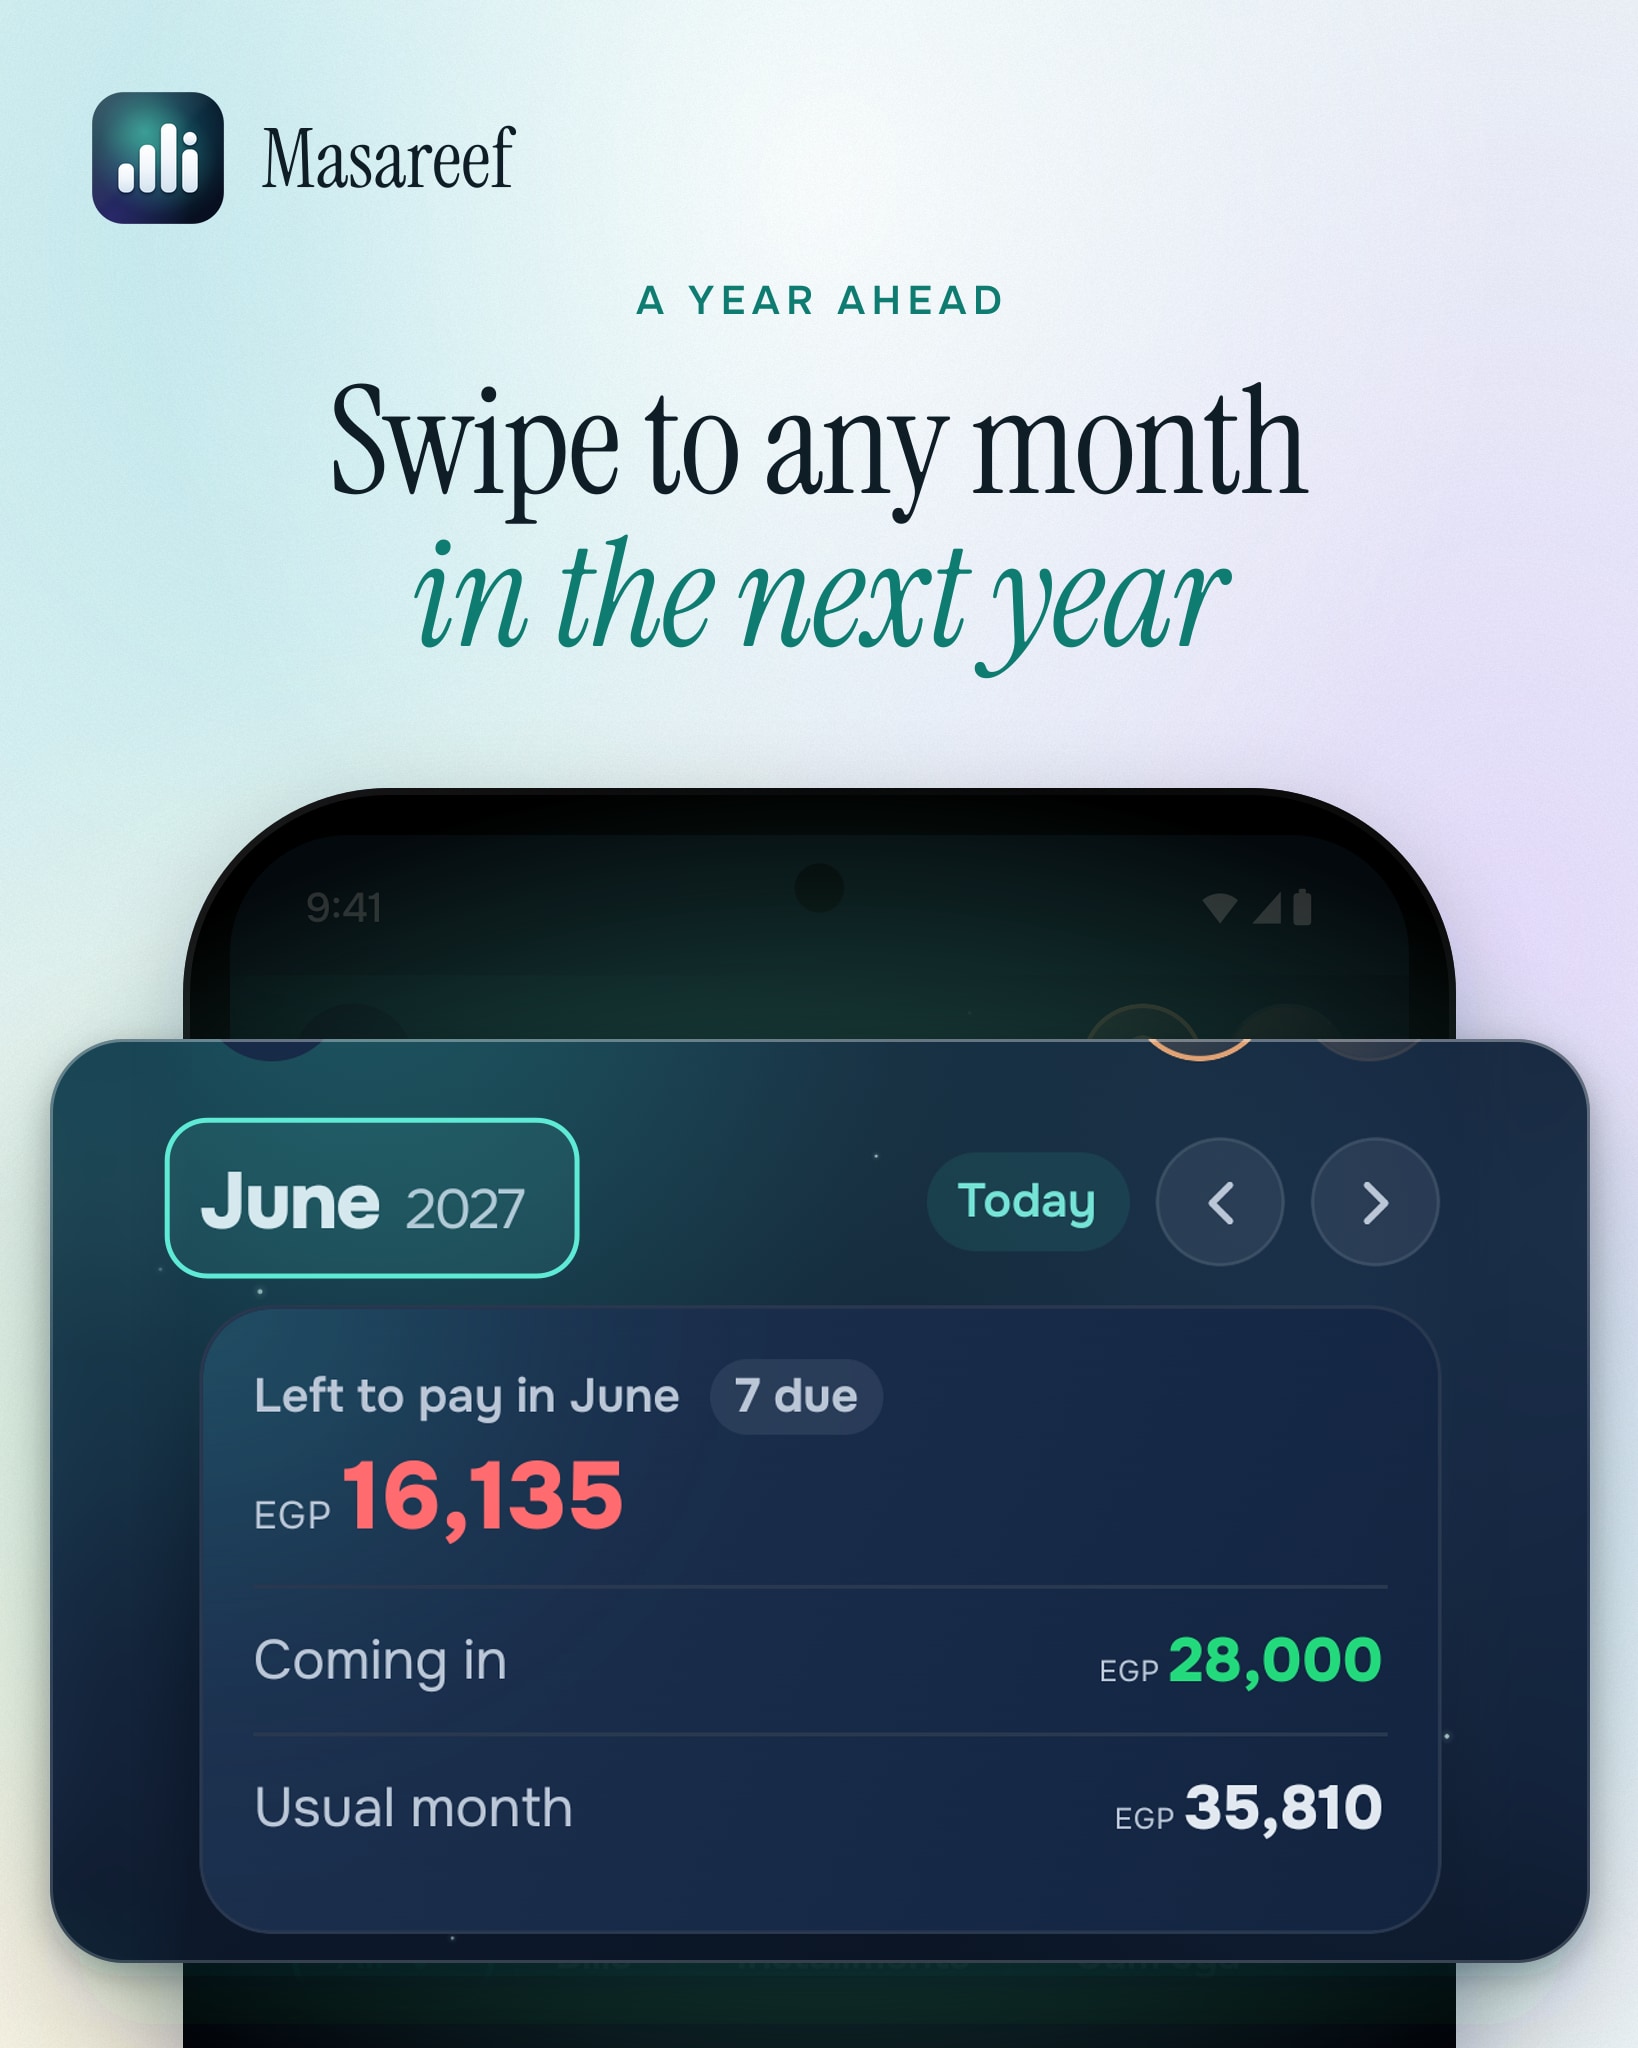 Masareef
A YEAR AHEAD
Swipe to any month
in the next year
9:41
June 2027
Today
Left to pay in June 7 due
EGP 16,135
Coming in EGP 28,000
Usual month EGP 35,810